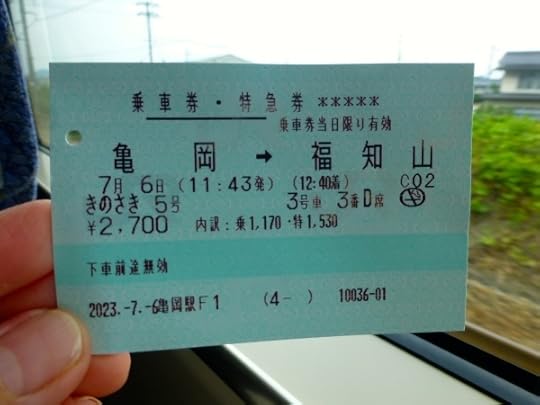 乗車券・特急券 *****
乗車券当日限り有効
亀岡 → 福知山
7月 6日 (11:43発) (12:40着) C02
きのさき 5号 3号車 3番D席
¥2,700 内訳:乗1,170・特1,530
下車前途無効
2023.-7.-6亀岡駅F1 (4- ) 10036-01